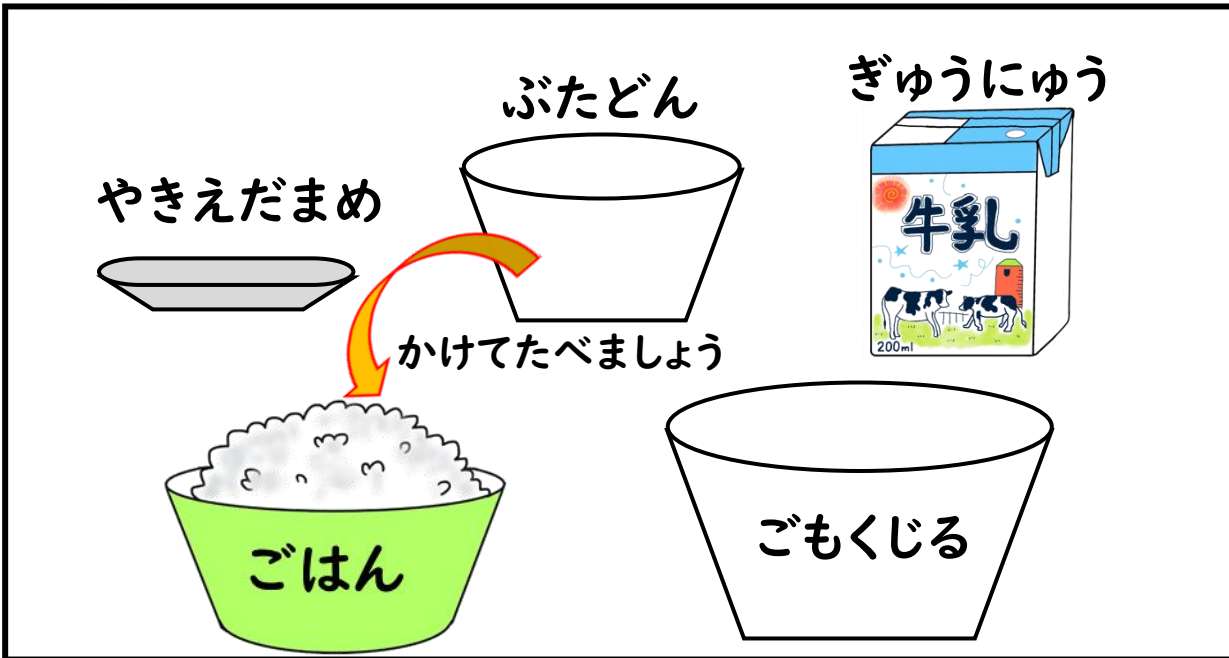 ぶたどん
ぎゅうにゅう
やきえだまめ
牛乳
200ml
かけてたべましょう
ごはん
ごもくじる